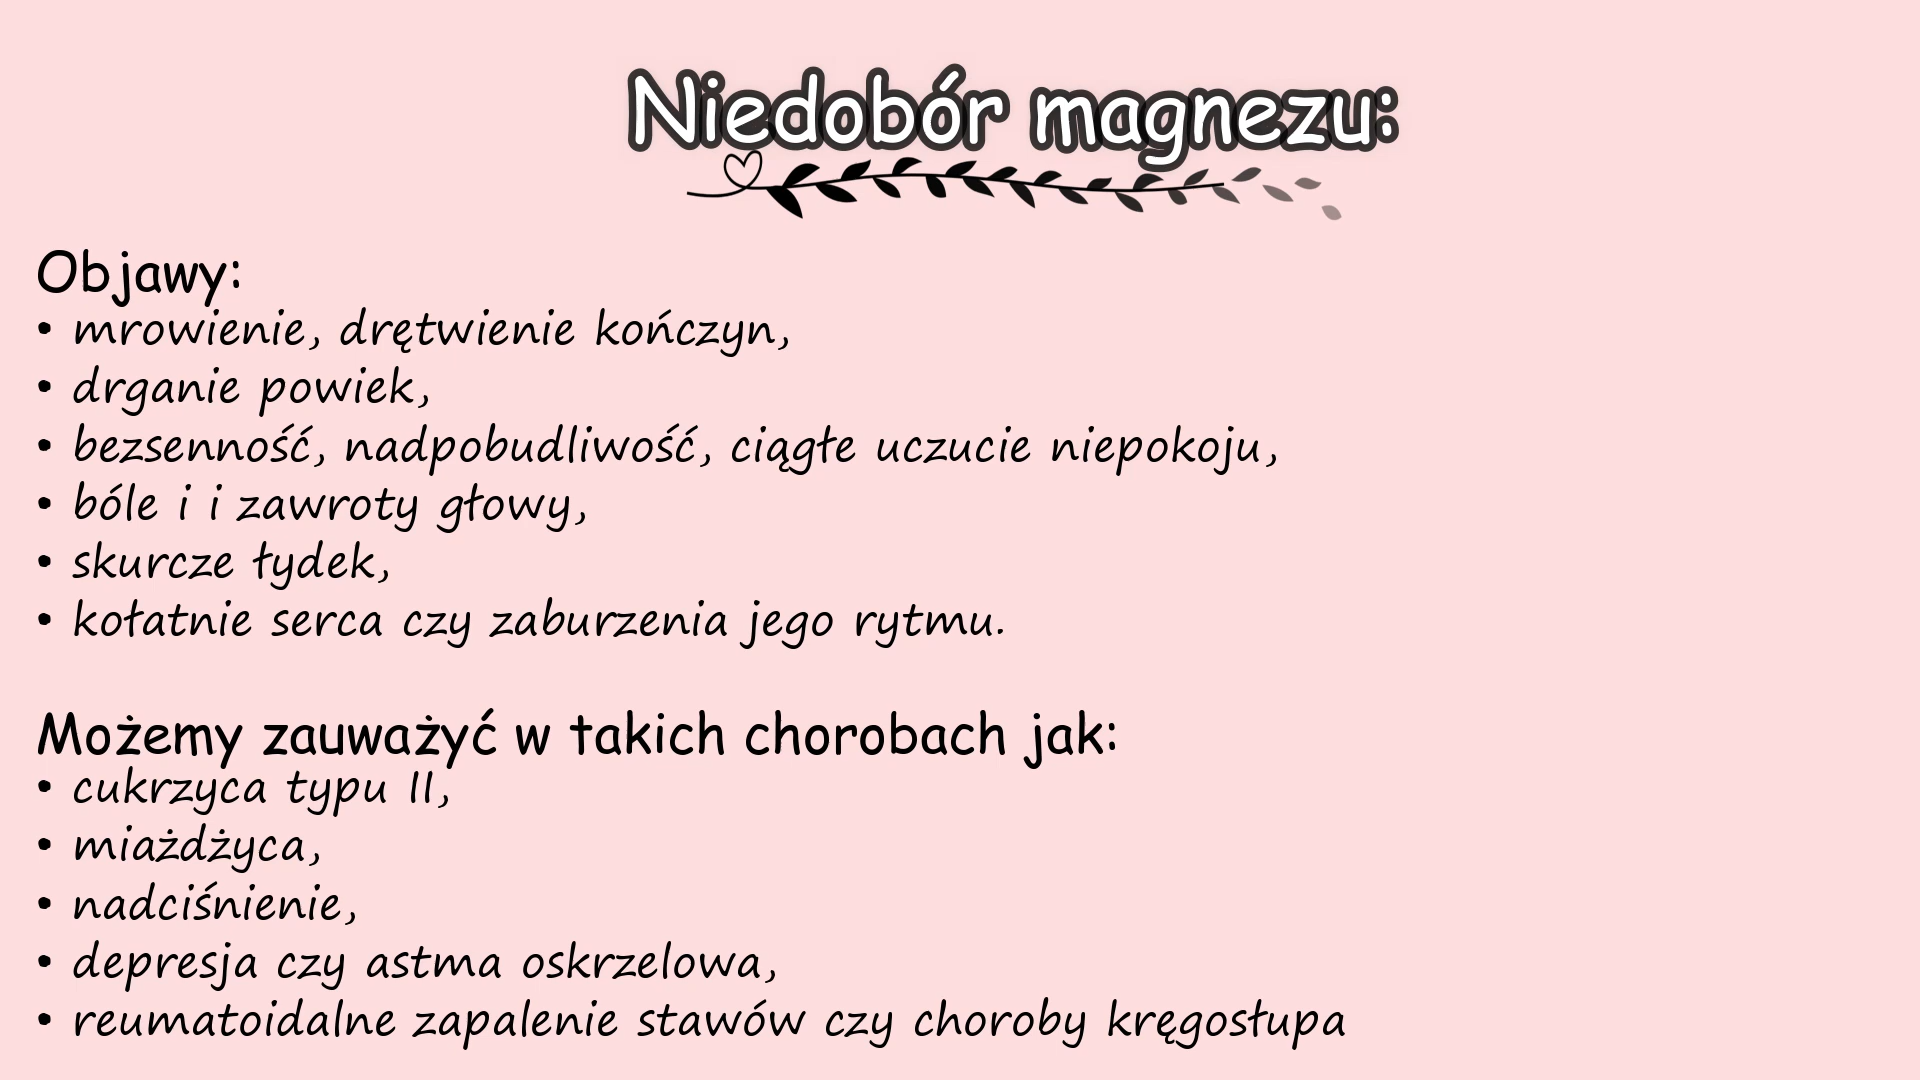 Niedobór magnezu:
Objawy:
• mrowienie, drętwienie kończyn,
• drganie powiek,
• bezsenność, nadpobudliwość, ciągłe uczucie niepokoju,
• bóle i i zawroty głowy,
• skurcze łydek,
• kołatnie serca czy zaburzenia jego rytmu.
Możemy zauważyć w takich chorobach jak:
• cukrzyca typu II,
• miażdżyca,
• nadciśnienie,
• depresja czy astma oskrzelowa,
• reumatoidalne zapalenie stawów czy choroby kręgosłupa